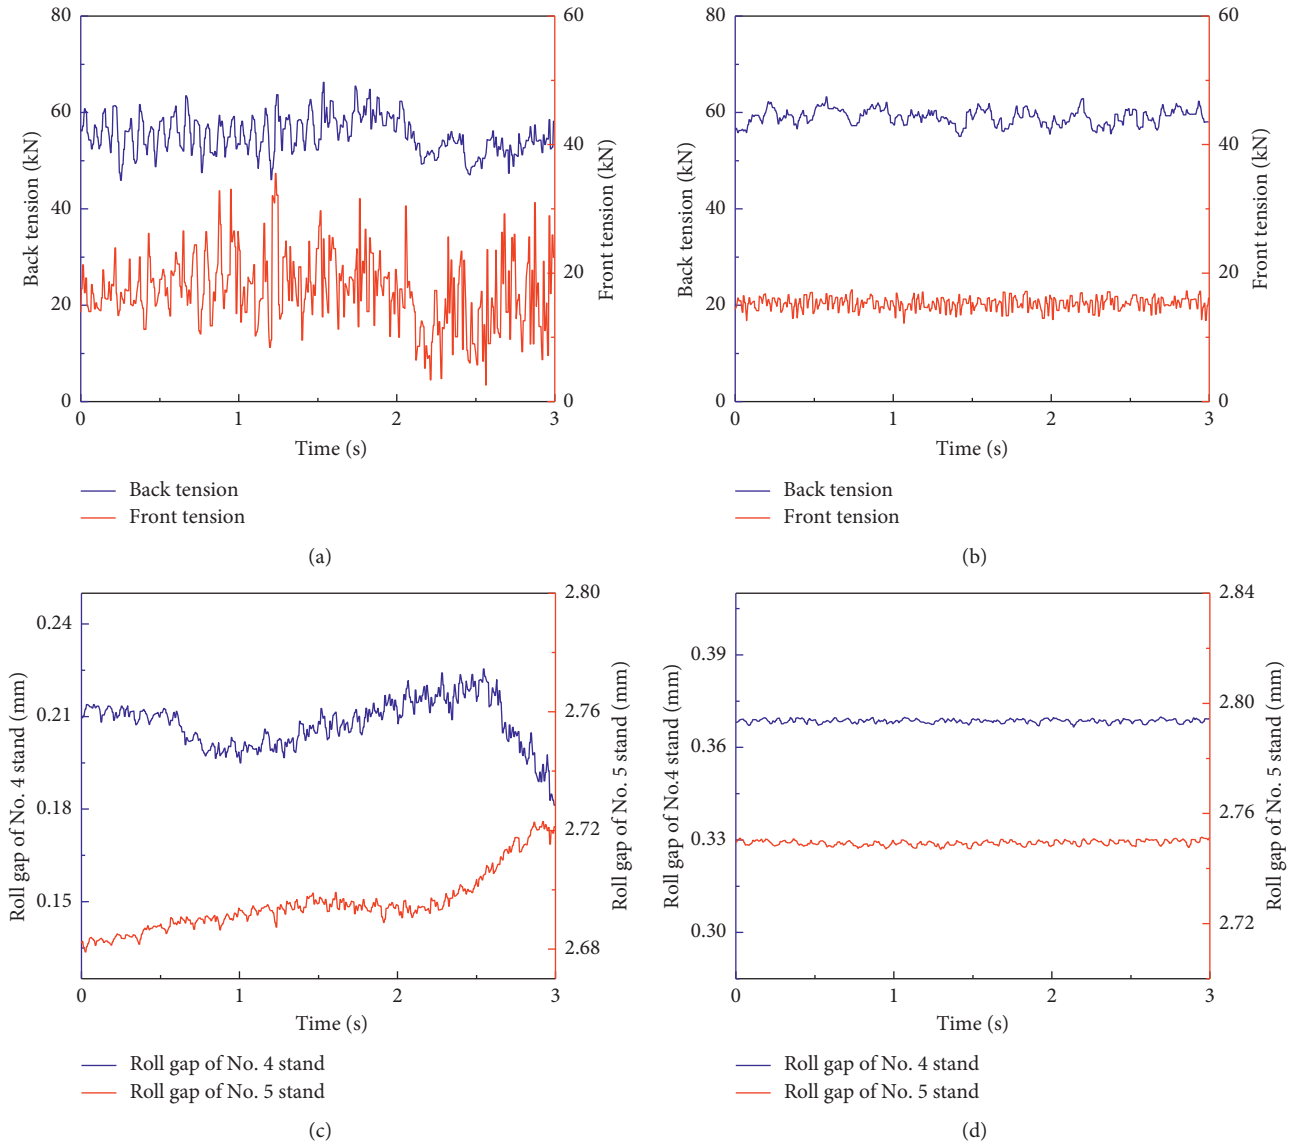 80
60
40
20
0
Back tension (kN)
60
40
20
0
Front tension (kN)
0 1 2 3
Time (s)
Back tension
Front tension
(a)
80
60
40
20
0
Back tension (kN)
60
40
20
0
Front tension (kN)
0 1 2 3
Time (s)
Back tension
Front tension
(b)
0.24
0.21
0.18
0.15
Roll gap of No. 4 stand (mm)
2.80
2.76
2.72
2.68
Roll gap of No. 5 stand (mm)
0 1 2 3
Time (s)
Roll gap of No. 4 stand
Roll gap of No. 5 stand
(c)
0.39
0.36
0.33
0.30
Roll gap of No.4 stand (mm)
2.84
2.80
2.76
2.72
Roll gap of No. 5 stand (mm)
0 1 2 3
Time (s)
Roll gap of No. 4 stand
Roll gap of No. 5 stand
(d)